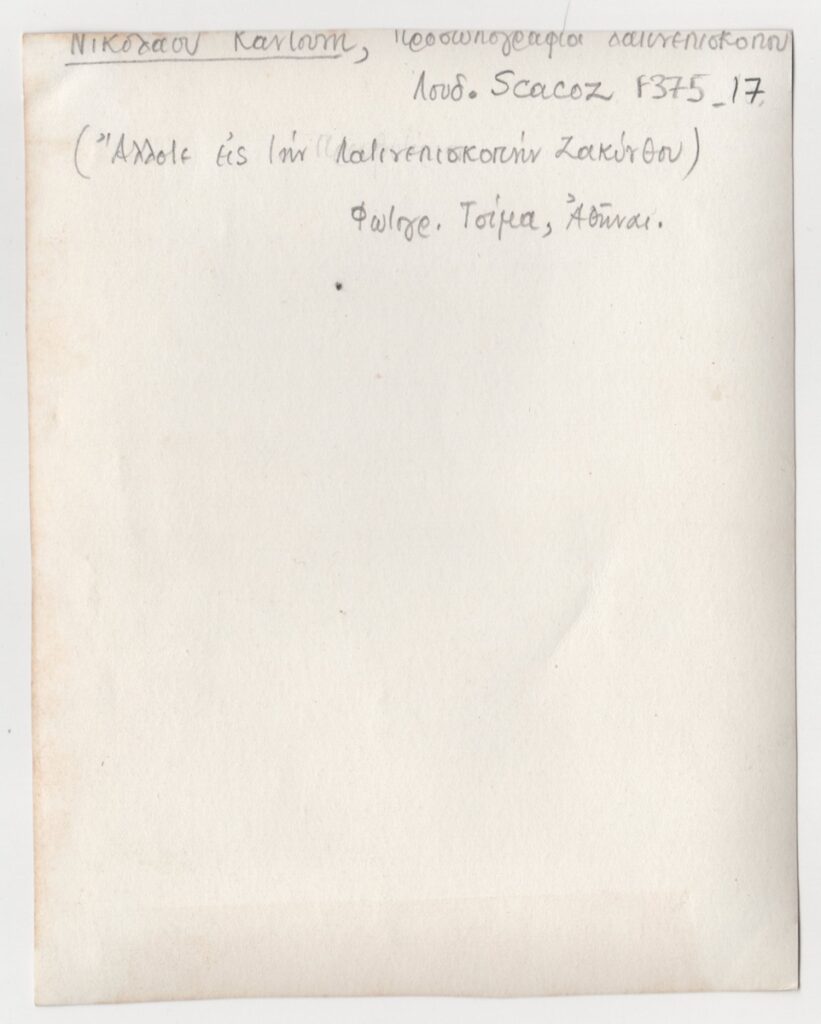 Νικολάου Καντούνη, προσωπογραφία λατινεπισκόπου
Λουδ. Scacoz F375_17.
(Ἄλλοτε εἰς τὴν Λατινεπισκοπὴν Ζακύνθου)
Φωτογρ. Τσίμα, Ἀθῆναι.